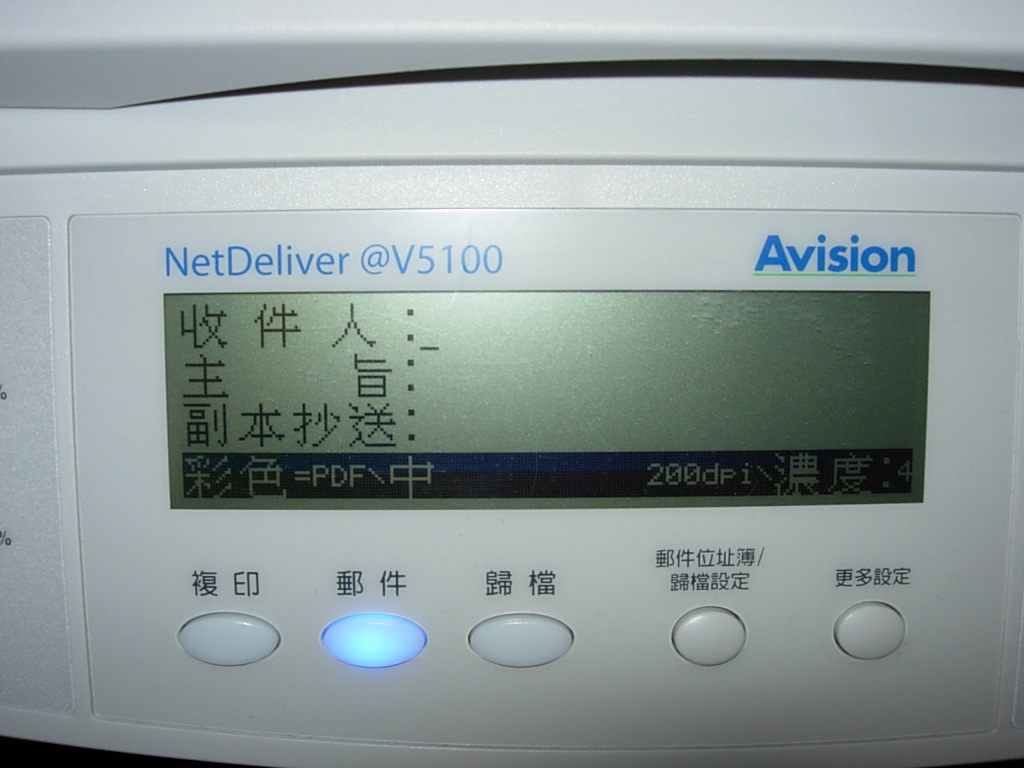 NetDeliver @V5100
Avision
收件人:_
主旨:
副本抄送:
彩色=PDF\中 200dpi\濃度:4
複印
郵件
歸檔
郵件位址簿/
歸檔設定
更多設定
%
%